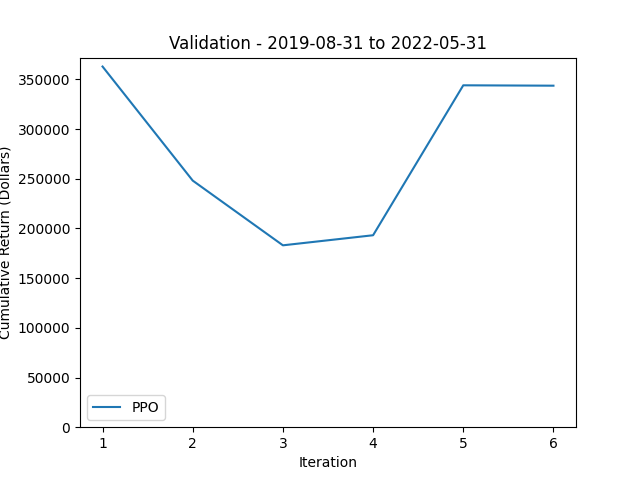 Validation - 2019-08-31 to 2022-05-31
Cumulative Return (Dollars)
350000
300000
250000
200000
150000
100000
50000
0
PPO
1 2 3 4 5 6
Iteration